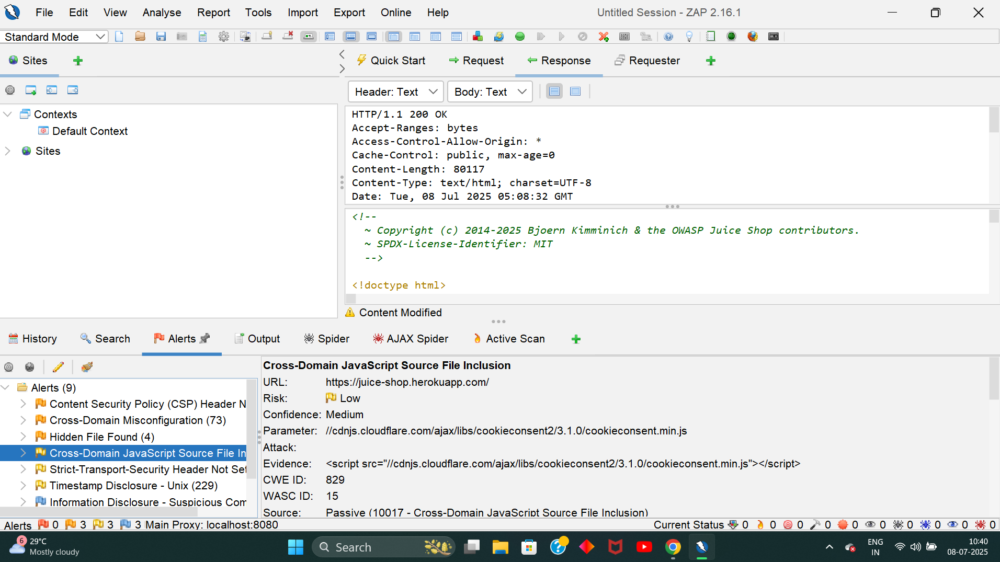 File Edit View Analyse Report Tools Import Export Online Help
Untitled Session - ZAP 2.16.1
Standard Mode
Sites
Quick Start Request Response Requester
Header: Text Body: Text
Contexts
Default Context
Sites
HTTP/1.1 200 OK
Accept-Ranges: bytes
Access-Control-Allow-Origin: *
Cache-Control: public, max-age=0
Content-Length: 80117
Content-Type: text/html; charset=UTF-8
Date: Tue, 08 Jul 2025 05:08:32 GMT
<!--
~ Copyright (c) 2014-2025 Bjoern Kimminich & the OWASP Juice Shop contributors.
~ SPDX-License-Identifier: MIT
-->
<!doctype html>
Content Modified
History Search Alerts Output Spider AJAX Spider Active Scan
Alerts (9)
Content Security Policy (CSP) Header N
Cross-Domain Misconfiguration (73)
Hidden File Found (4)
Cross-Domain JavaScript Source File In
Strict-Transport-Security Header Not Set
Timestamp Disclosure - Unix (229)
Information Disclosure - Suspicious Com
Cross-Domain JavaScript Source File Inclusion
URL: https://juice-shop.herokuapp.com/
Risk: Low
Confidence: Medium
Parameter: //cdnjs.cloudflare.com/ajax/libs/cookieconsent2/3.1.0/cookieconsent.min.js
Attack:
Evidence: <script src="//cdnjs.cloudflare.com/ajax/libs/cookieconsent2/3.1.0/cookieconsent.min.js"></script>
CWE ID: 829
WASC ID: 15
Source: Passive (10017 - Cross-Domain JavaScript Source File Inclusion)
Alerts 0 3 3 3 Main Proxy: localhost:8080
Current Status 0 0 0 0 0 0 0 0 0 0
6
29°C
Mostly cloudy
Search
ENG
IN
10:40
08-07-2025